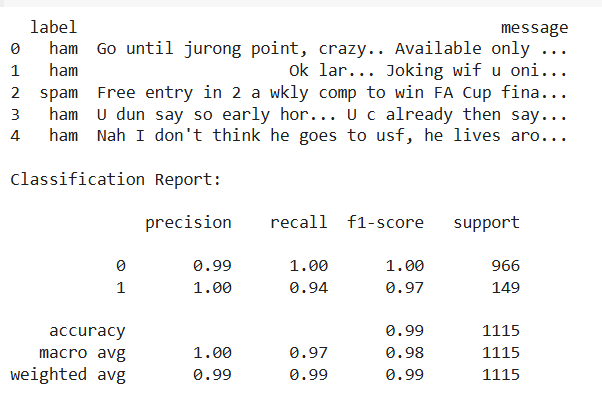 label message
0 ham Go until jurong point, crazy.. Available only ...
1 ham Ok lar... Joking wif u oni...
2 spam Free entry in 2 a wkly comp to win FA Cup fina...
3 ham U dun say so early hor... U c already then say...
4 ham Nah I don't think he goes to usf, he lives aro...
Classification Report:
precision recall f1-score support
0 0.99 1.00 1.00 966
1 1.00 0.94 0.97 149
accuracy 0.99 1115
macro avg 1.00 0.97 0.98 1115
weighted avg 0.99 0.99 0.99 1115